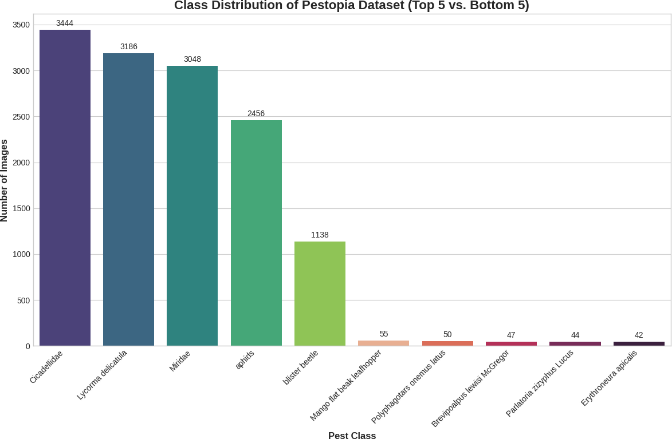 Class Distribution of Pestopia Dataset (Top 5 vs. Bottom 5)
Number of Images
3500
3000
2500
2000
1500
1000
500
0
3444
3186
3048
2456
1138
55
50
47
44
42
Cicadellidae
Lycorma delicatula
Miridae
aphids
blister beetle
Mango flat beak leafhopper
Polyphagotars onemus latus
Brevipoalpus lewisi McGregor
Parlatoria zizyphus Lucus
Erythroneura apicalis
Pest Class